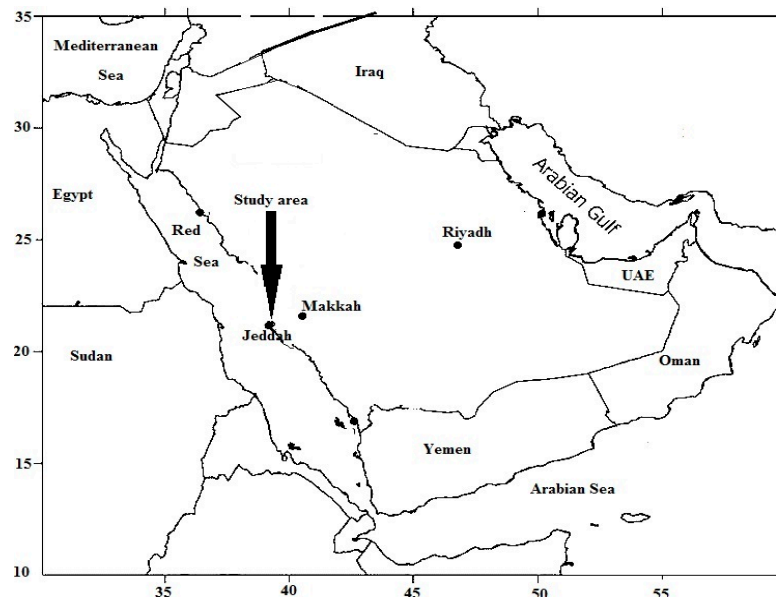 35
Mediterranean
Sea
Iraq
30
Arabian Gulf
Egypt
Study area
Red
Sea
Riyadh
25
UAE
Makkah
Jeddah
20
Sudan
Oman
Yemen
15
Arabian Sea
10
35
40
45
50
55